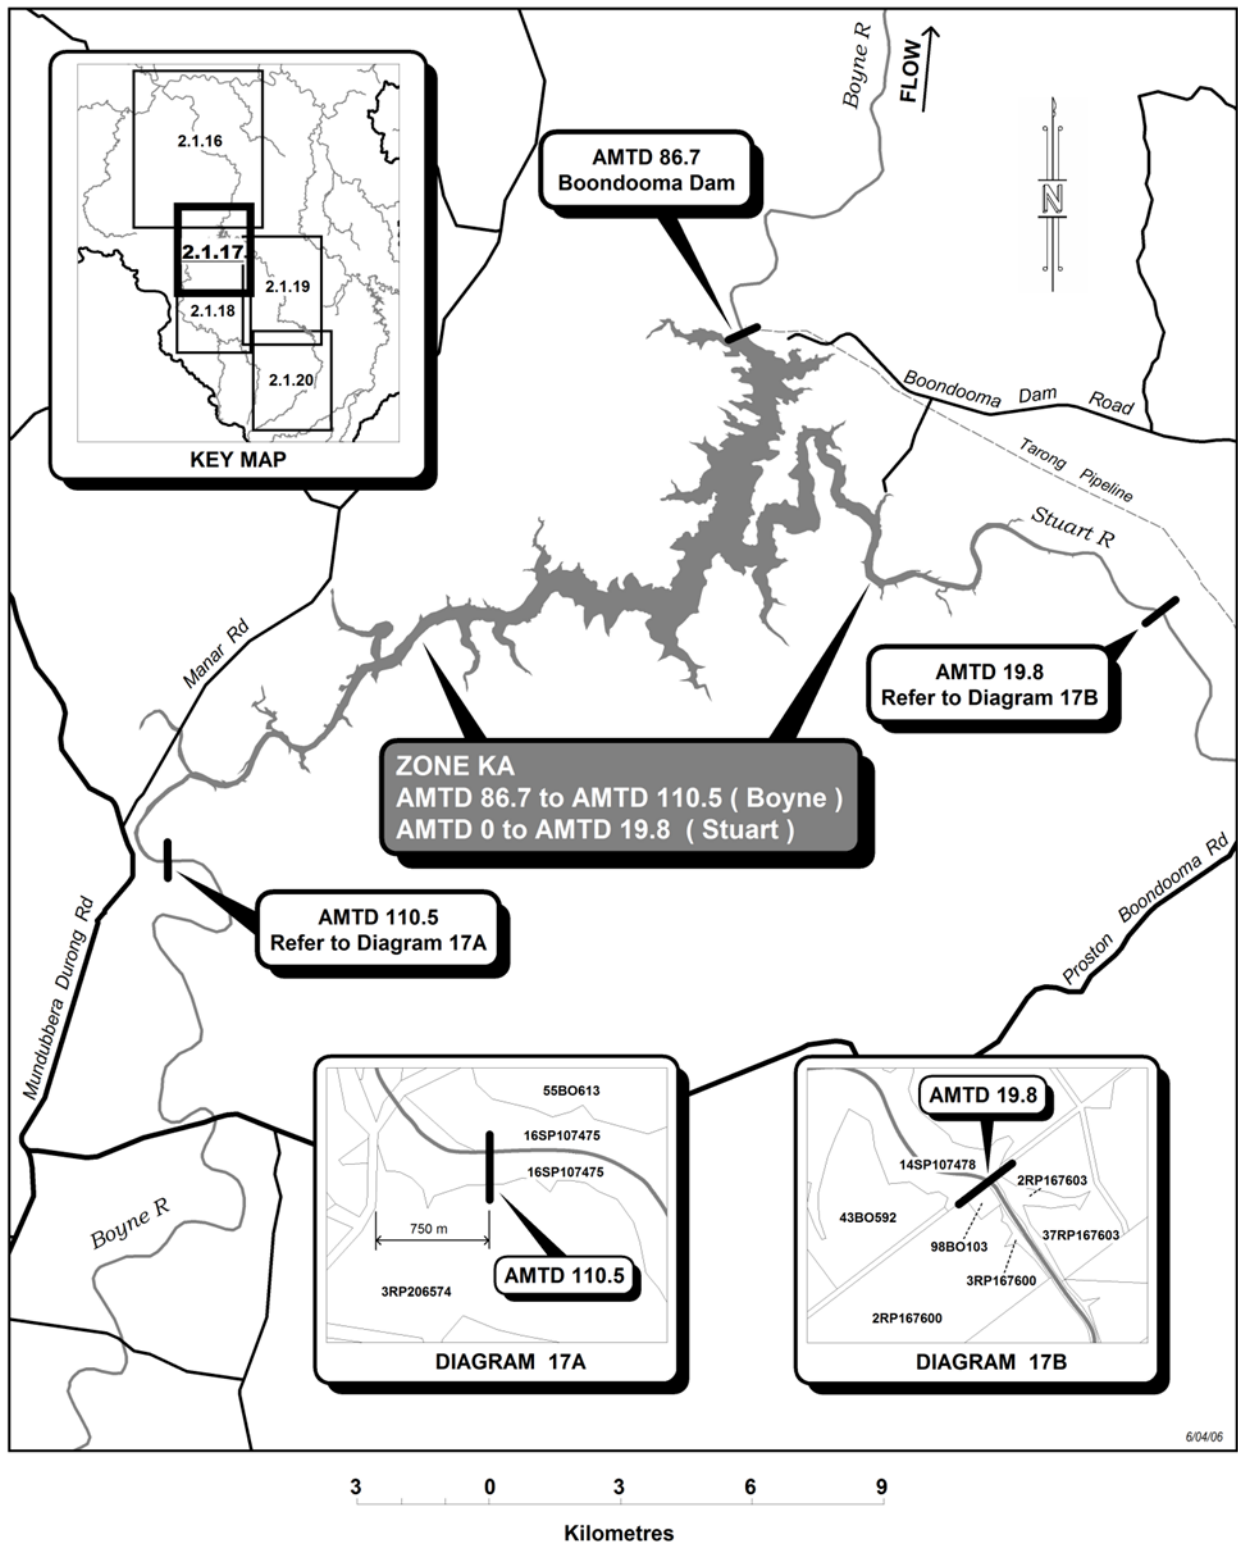 Boyne R
FLOW
N
2.1.16
2.1.17
2.1.19
2.1.18
2.1.20
KEY MAP
AMTD 86.7
Boondooma Dam
Boondooma Dam Road
Tarong Pipeline
Stuart R
Manar Rd
AMTD 19.8
Refer to Diagram 17B
ZONE KA
AMTD 86.7 to AMTD 110.5 ( Boyne )
AMTD 0 to AMTD 19.8 ( Stuart )
AMTD 110.5
Refer to Diagram 17A
Proston Boondooma Rd
Mundubbera Durong Rd
Boyne R
55BO613
16SP107475
16SP107475
750 m
AMTD 110.5
3RP206574
DIAGRAM 17A
AMTD 19.8
14SP107478
2RP167603
43BO592
37RP167603
98BO103
3RP167600
2RP167600
DIAGRAM 17B
6/04/06
3 0 3 6 9
Kilometres